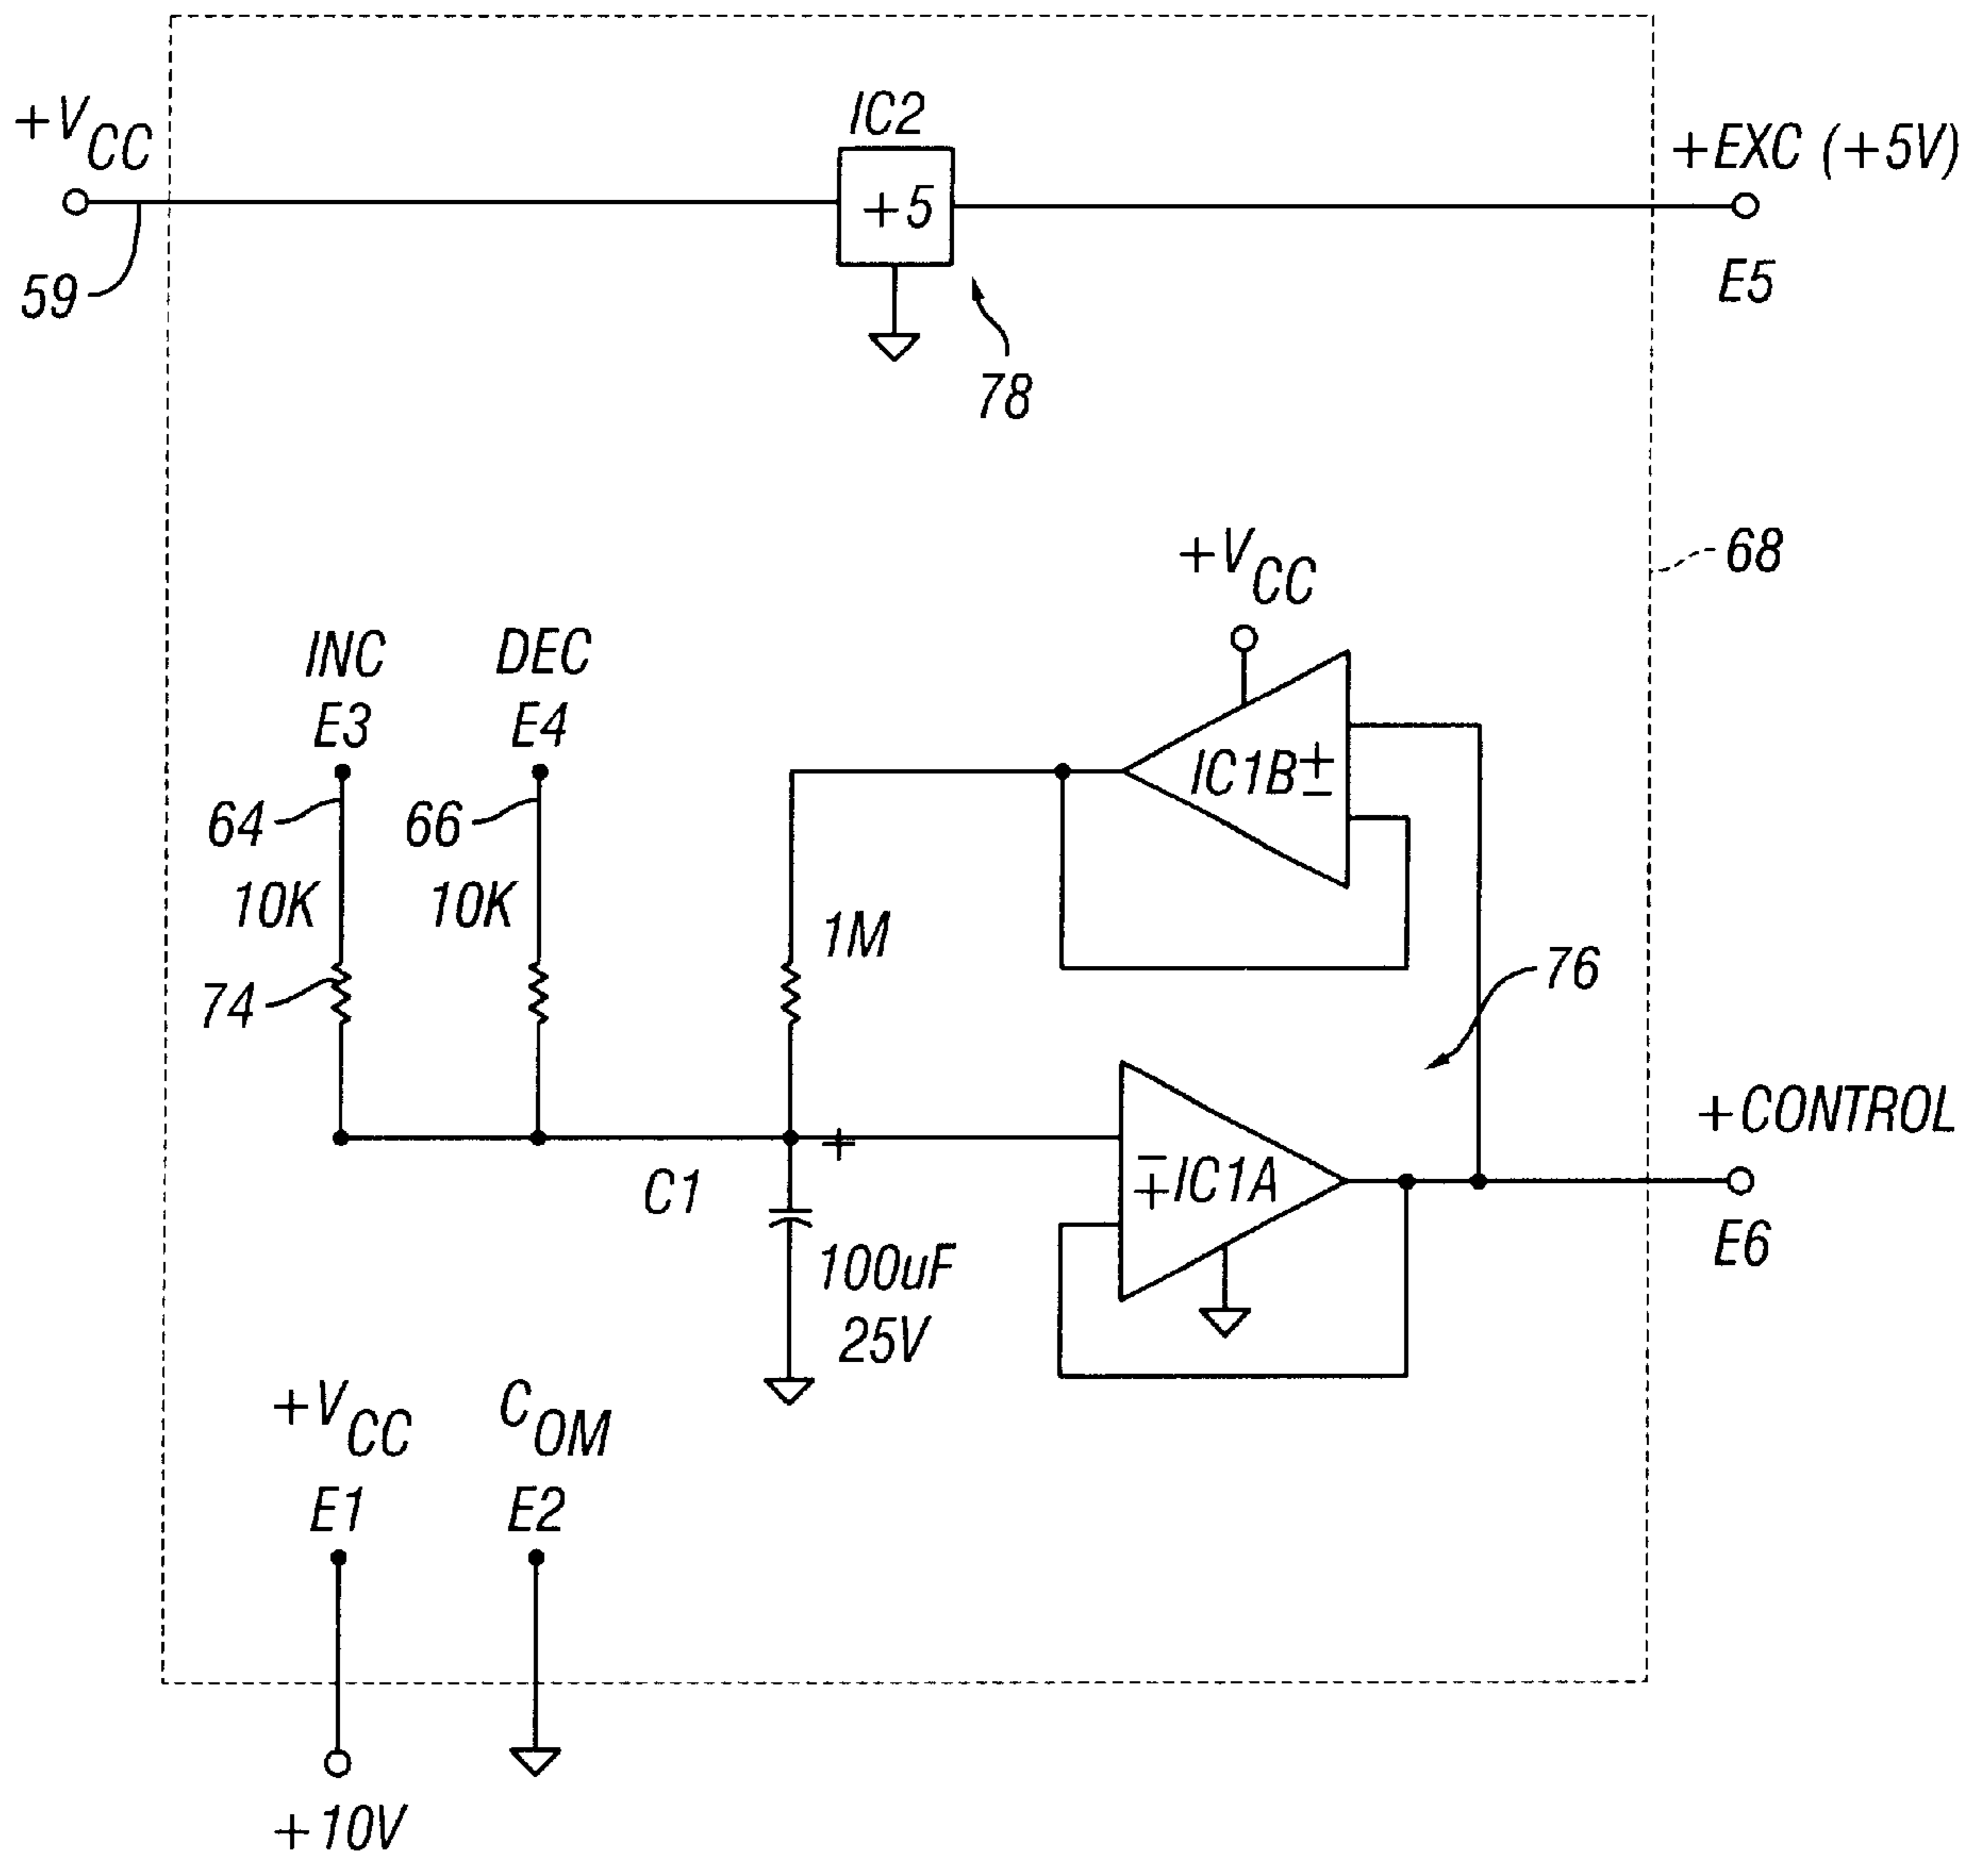 +VCC
IC2
+5
+EXC (+5V)
E5
59
78
+VCC
68
INC
E3
DEC
E4
64
66
10K
10K
IC1B
+
–
1M
74
76
+CONTROL
+
–
+
IC1A
C1
E6
100uF
25V
+VCC
COM
E1
E2
+10V